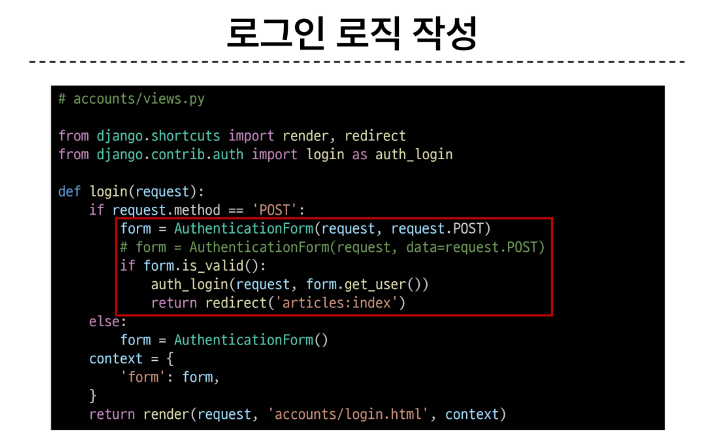 로그인 로직 작성
# accounts/views.py
from django.shortcuts import render, redirect
from django.contrib.auth import login as auth_login
def login(request):
    if request.method == 'POST':
        form = AuthenticationForm(request, request.POST)
        # form = AuthenticationForm(request, data=request.POST)
        if form.is_valid():
            auth_login(request, form.get_user())
            return redirect('articles:index')
    else:
        form = AuthenticationForm()
    context = {
        'form': form,
    }
    return render(request, 'accounts/login.html', context)